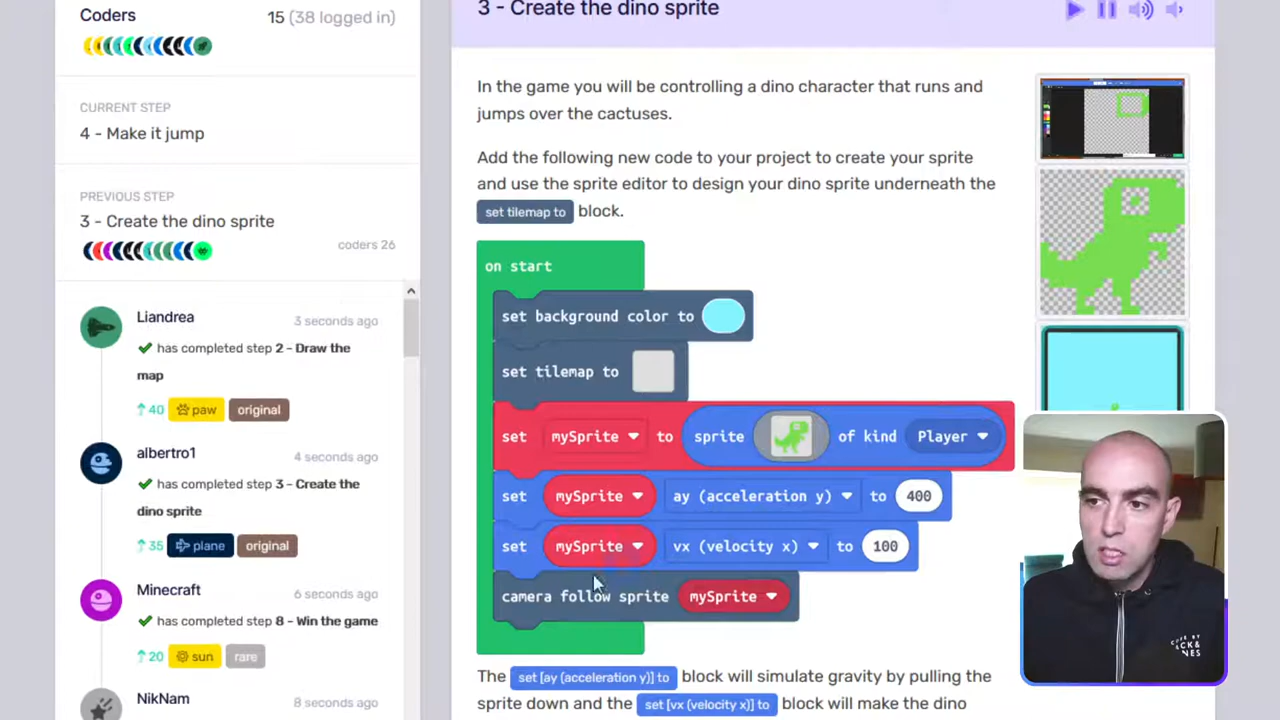 Coders
15 (38 logged in)
CURRENT STEP
4 - Make it jump
PREVIOUS STEP
3 - Create the dino sprite
coders 26
Liandrea
3 seconds ago
has completed step 2 – Draw the
map
40 paw original
albertro1
4 seconds ago
has completed step 3 – Create the
dino sprite
35 plane original
Minecraft
6 seconds ago
has completed step 8 – Win the game
20 sun rare
NikNam
8 seconds ago
3 - Create the dino sprite
In the game you will be controlling a dino character that runs and
jumps over the cactuses.
Add the following new code to your project to create your sprite
and use the sprite editor to design your dino sprite underneath the
set tilemap to block.
on start
set background color to
set tilemap to
set mySprite to sprite of kind Player
set mySprite ay (acceleration y) to 400
set mySprite vx (velocity x) to 100
camera follow sprite mySprite
The set [ay (acceleration y)] to block will simulate gravity by pulling the
sprite down and the set [vx (velocity x)] to block will make the dino